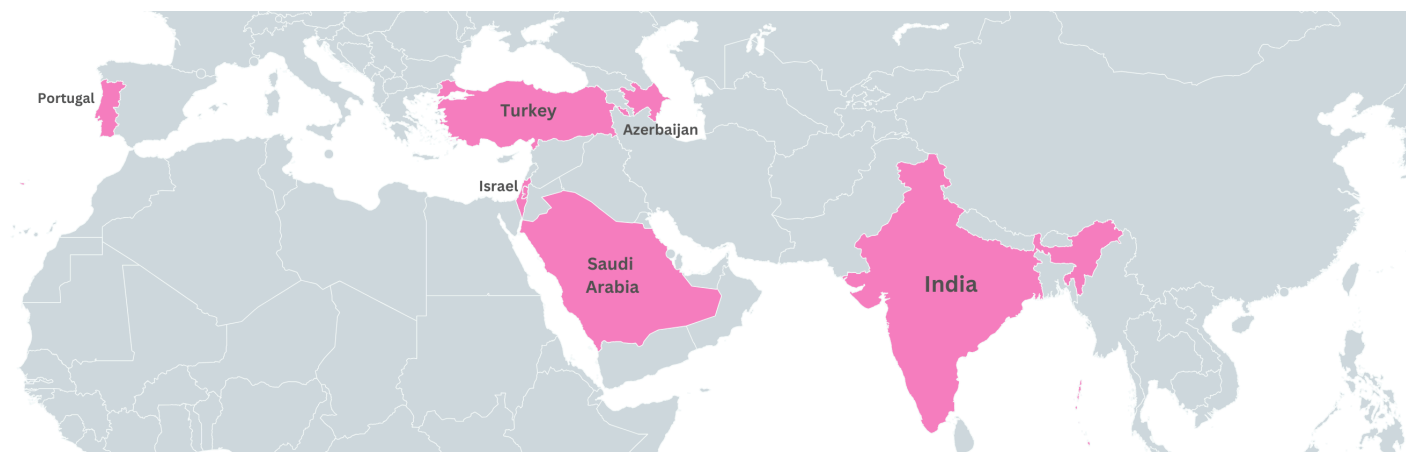 Portugal
Turkey
Azerbaijan
Israel
Saudi
Arabia
India